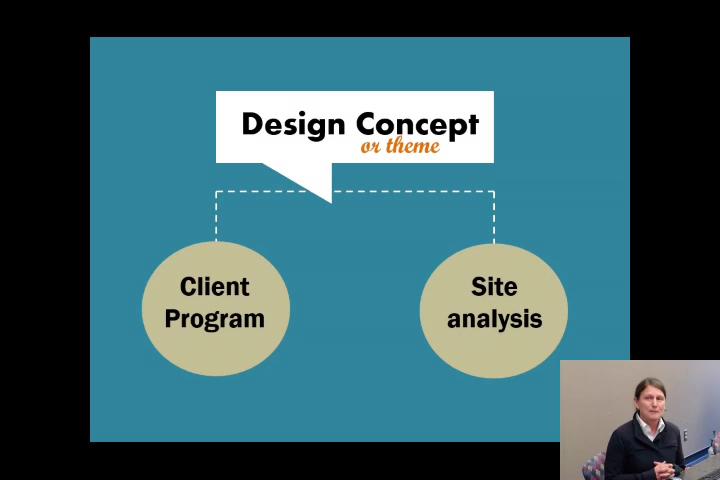 Design Concept
or theme
Client
Program
Site
analysis